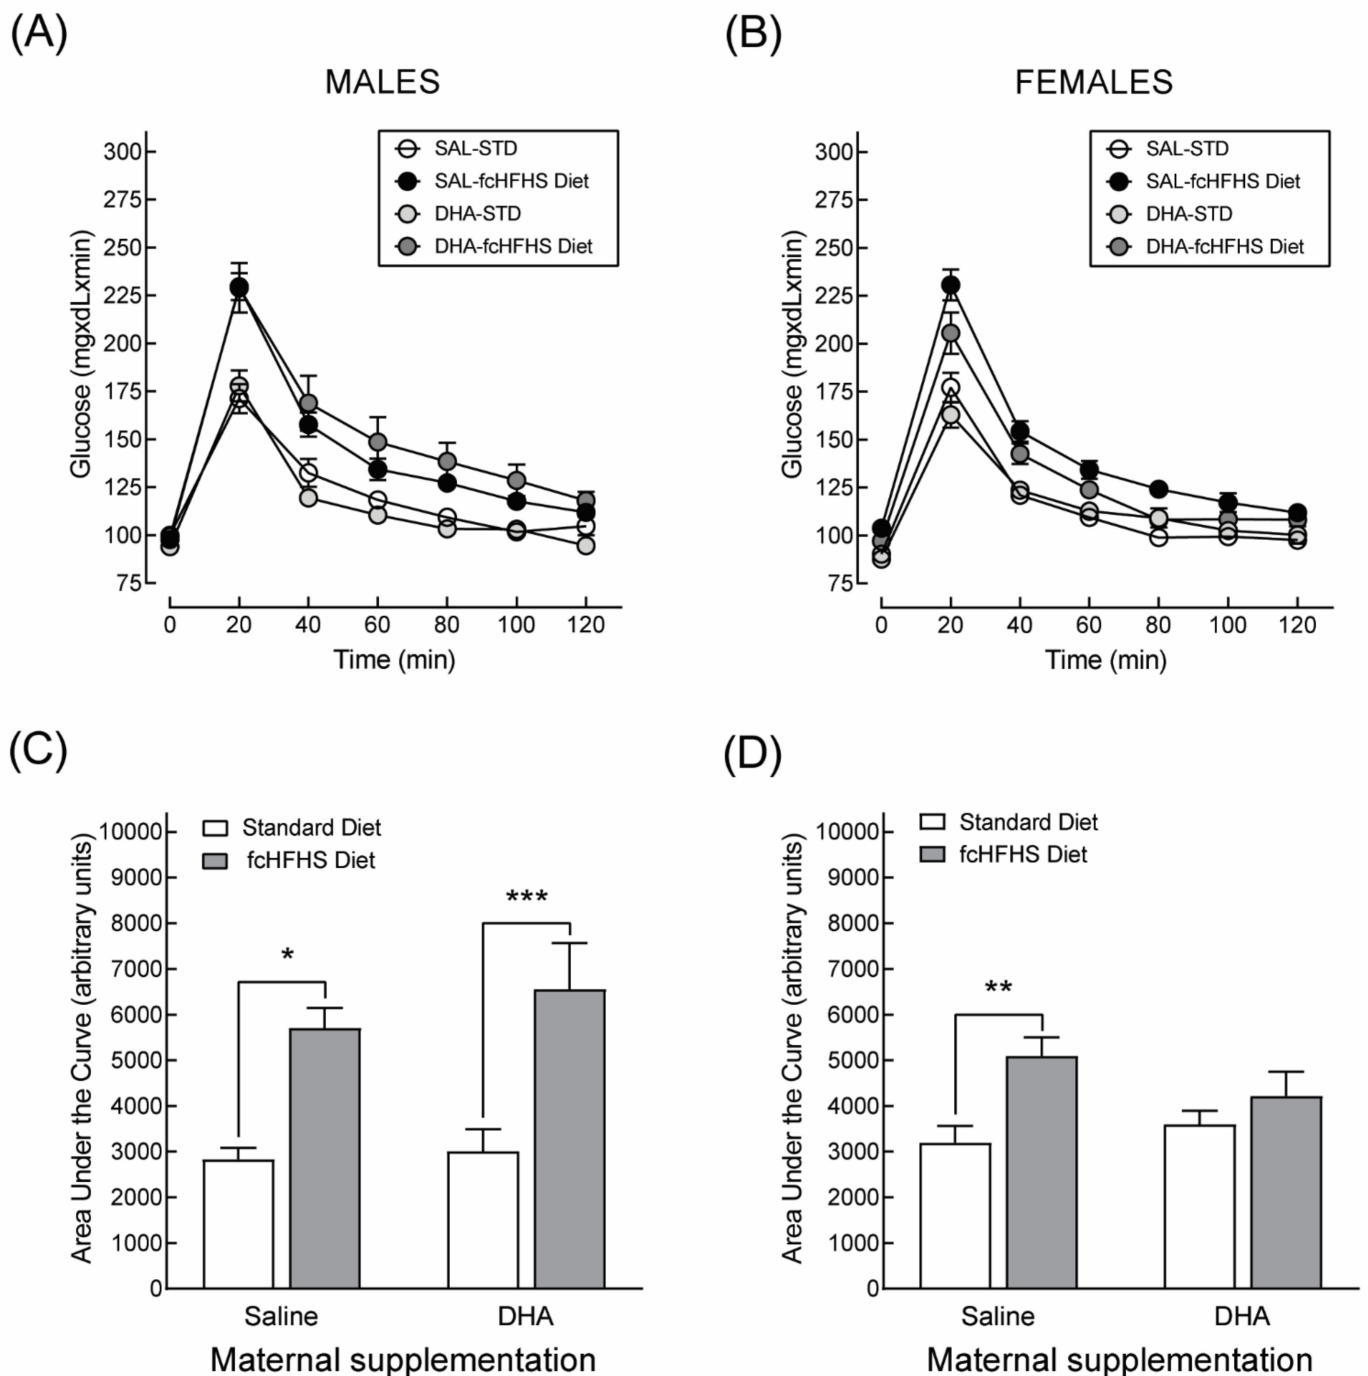 (A)
MALES
300
275
250
225
200
175
150
125
100
75
Glucose (mgxdLxmin)
SAL-STD
SAL-fcHFHS Diet
DHA-STD
DHA-fcHFHS Diet
0 20 40 60 80 100 120
Time (min)
(B)
FEMALES
300
275
250
225
200
175
150
125
100
75
Glucose (mgxdLxmin)
SAL-STD
SAL-fcHFHS Diet
DHA-STD
DHA-fcHFHS Diet
0 20 40 60 80 100 120
Time (min)
(C)
10000
9000
8000
7000
6000
5000
4000
3000
2000
1000
0
Area Under the Curve (arbitrary units)
Standard Diet
fcHFHS Diet
*
***
Saline DHA
Maternal supplementation
(D)
10000
9000
8000
7000
6000
5000
4000
3000
2000
1000
0
Area Under the Curve (arbitrary units)
Standard Diet
fcHFHS Diet
**
Saline DHA
Maternal supplementation